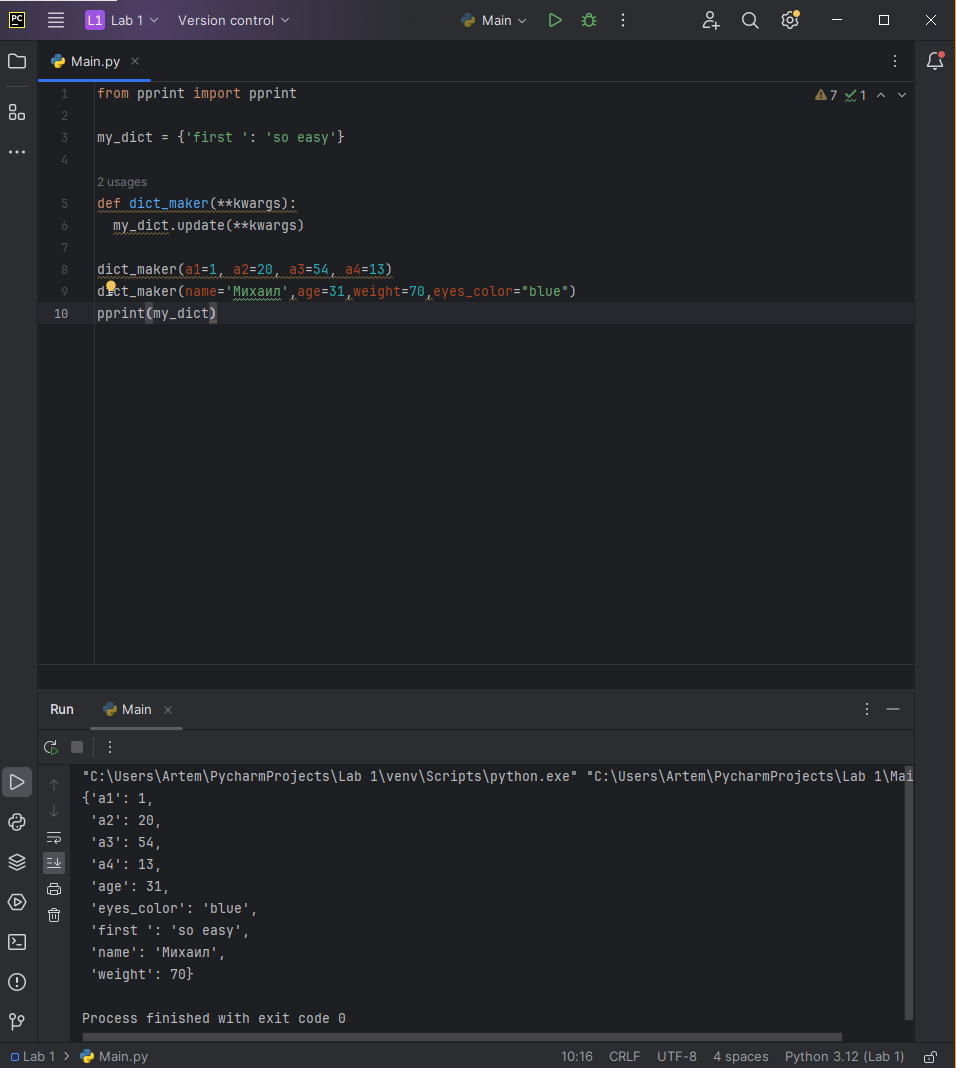 PC L1 Lab 1 Version control Main
Main.py
7 1
1 from pprint import pprint
2
3 my_dict = {'first ': 'so easy'}
4
2 usages
5 def dict_maker(**kwargs):
6 my_dict.update(**kwargs)
7
8 dict_maker(a1=1, a2=20, a3=54, a4=13)
9 dict_maker(name='Михаил',age=31,weight=70,eyes_color="blue")
10 pprint(my_dict)
Run Main
"C:\Users\Artem\PycharmProjects\Lab 1\venv\Scripts\python.exe" "C:\Users\Artem\PycharmProjects\Lab 1\Mai
{'a1': 1,
'a2': 20,
'a3': 54,
'a4': 13,
'age': 31,
'eyes_color': 'blue',
'first ': 'so easy',
'name': 'Михаил',
'weight': 70}
Process finished with exit code 0
Lab 1 Main.py 10:16 CRLF UTF-8 4 spaces Python 3.12 (Lab 1)